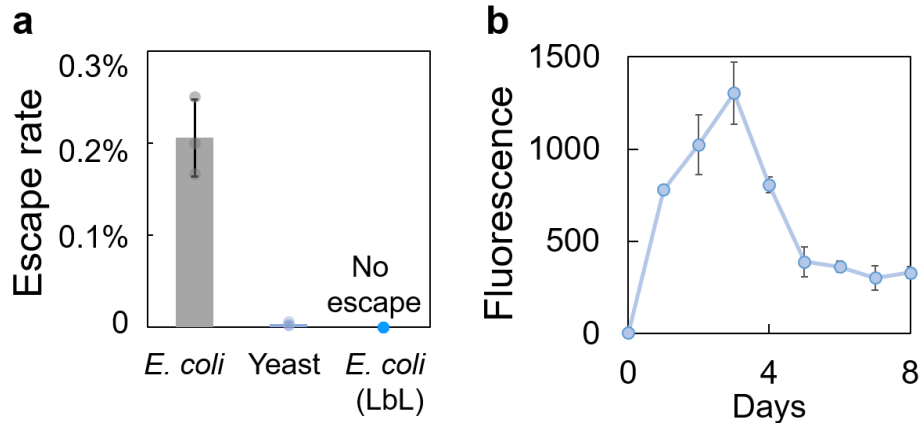 a
Escape rate
0.3%
0.2%
0.1%
0
No
escape
E. coli
Yeast
E. coli
(LbL)
b
Fluorescence
1500
1000
500
0
0
4
8
Days